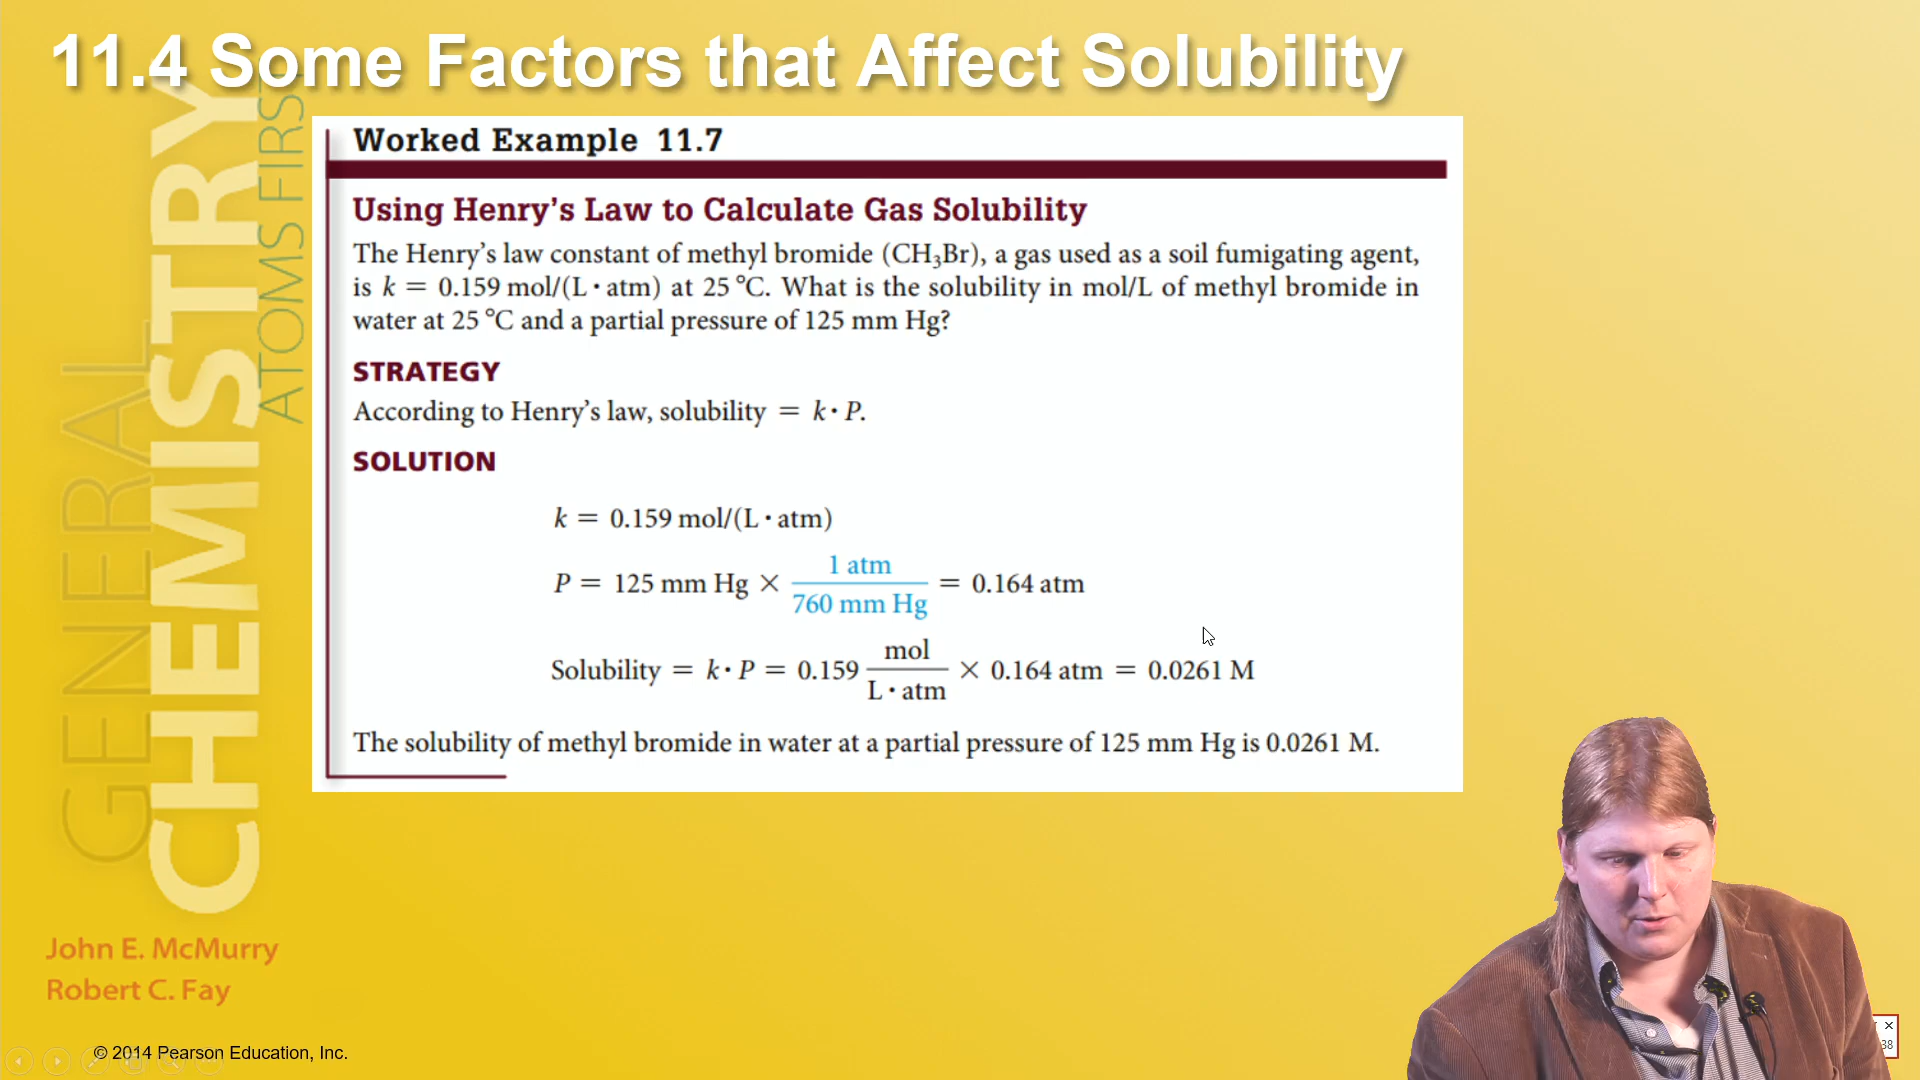 11.4 Some Factors that Affect Solubility
GENERAL
CHEMISTRY
ATOMS FIRST
Worked Example 11.7
Using Henry's Law to Calculate Gas Solubility
The Henry's law constant of methyl bromide (CH₃Br), a gas used as a soil fumigating agent,
is k = 0.159 mol/(L · atm) at 25 °C. What is the solubility in mol/L of methyl bromide in
water at 25 °C and a partial pressure of 125 mm Hg?
STRATEGY
According to Henry's law, solubility = k · P.
SOLUTION
k = 0.159 mol/(L · atm)
P = 125 mm Hg × 1 atm / 760 mm Hg = 0.164 atm
Solubility = k · P = 0.159 mol / L · atm × 0.164 atm = 0.0261 M
The solubility of methyl bromide in water at a partial pressure of 125 mm Hg is 0.0261 M.
John E. McMurry
Robert C. Fay
© 2014 Pearson Education, Inc.
38